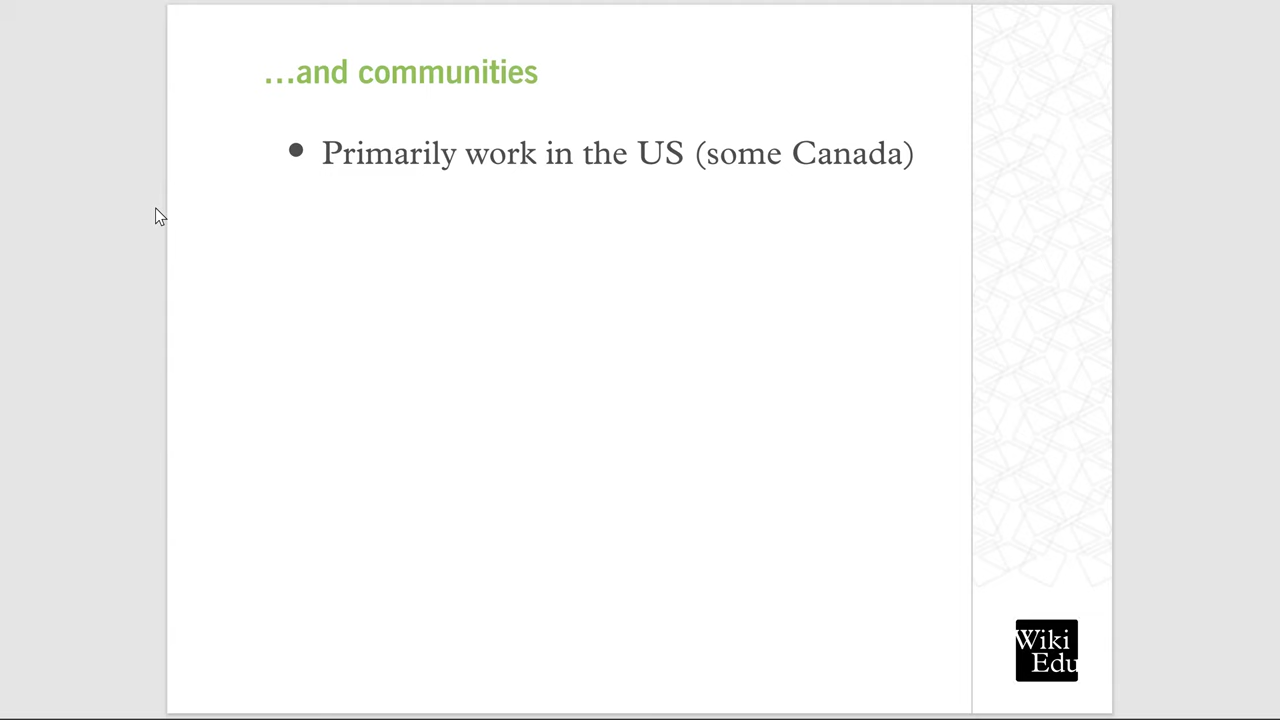 …and communities
• Primarily work in the US (some Canada)
Wiki
Edu